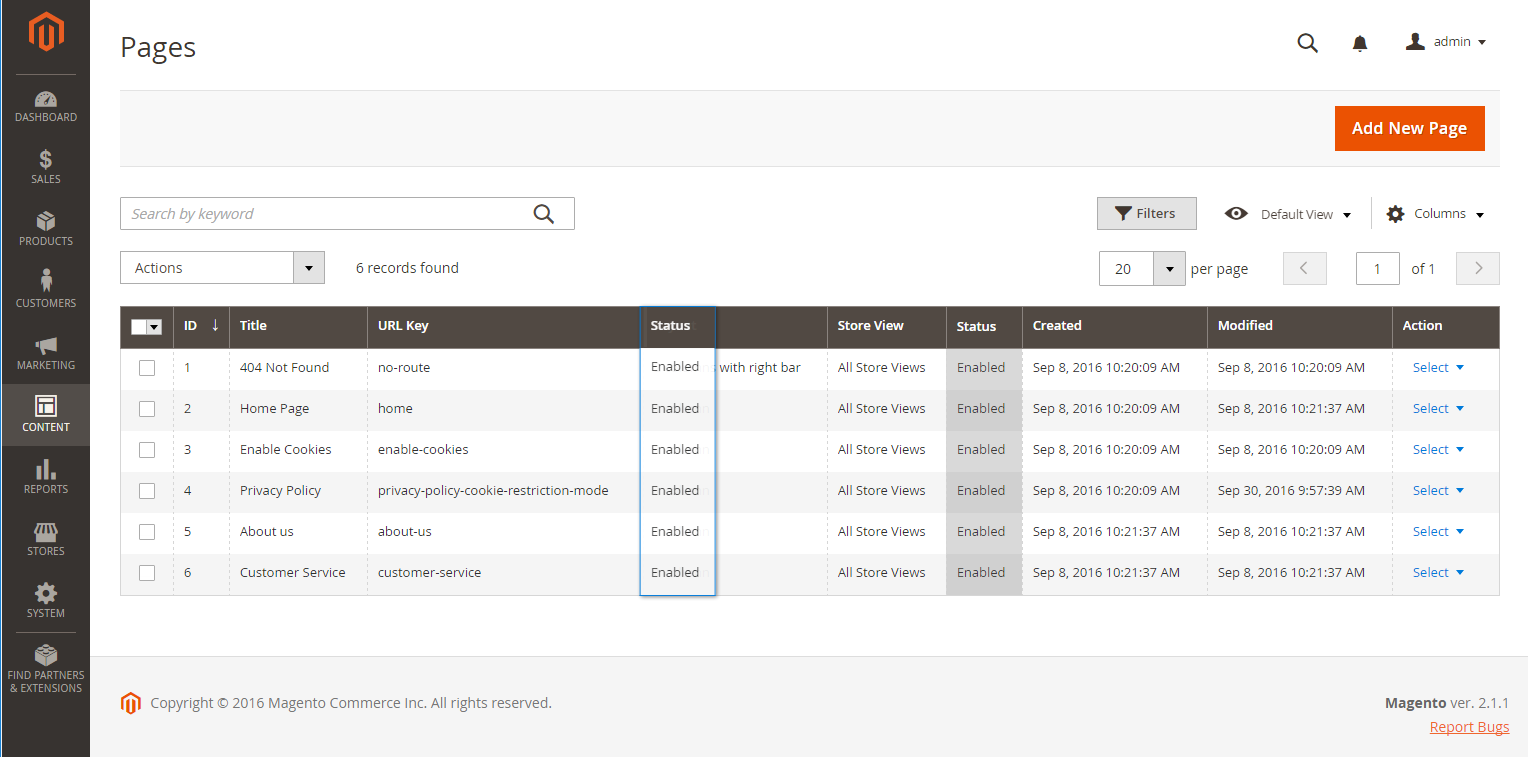 Pages
admin
DASHBOARD
SALES
PRODUCTS
CUSTOMERS
MARKETING
CONTENT
REPORTS
STORES
SYSTEM
FIND PARTNERS
& EXTENSIONS
Add New Page
Search by keyword
Filters
Default View
Columns
Actions
6 records found
20 per page
1 of 1
ID Title URL Key Status Store View Status Created Modified Action
1 404 Not Found no-route Enabled with right bar All Store Views Enabled Sep 8, 2016 10:20:09 AM Sep 8, 2016 10:20:09 AM Select
2 Home Page home Enabled All Store Views Enabled Sep 8, 2016 10:20:09 AM Sep 8, 2016 10:21:37 AM Select
3 Enable Cookies enable-cookies Enabled All Store Views Enabled Sep 8, 2016 10:20:09 AM Sep 8, 2016 10:20:09 AM Select
4 Privacy Policy privacy-policy-cookie-restriction-mode Enabled All Store Views Enabled Sep 8, 2016 10:20:09 AM Sep 30, 2016 9:57:39 AM Select
5 About us about-us Enabled All Store Views Enabled Sep 8, 2016 10:21:37 AM Sep 8, 2016 10:21:37 AM Select
6 Customer Service customer-service Enabled All Store Views Enabled Sep 8, 2016 10:21:37 AM Sep 8, 2016 10:21:37 AM Select
Copyright © 2016 Magento Commerce Inc. All rights reserved.
Magento ver. 2.1.1
Report Bugs